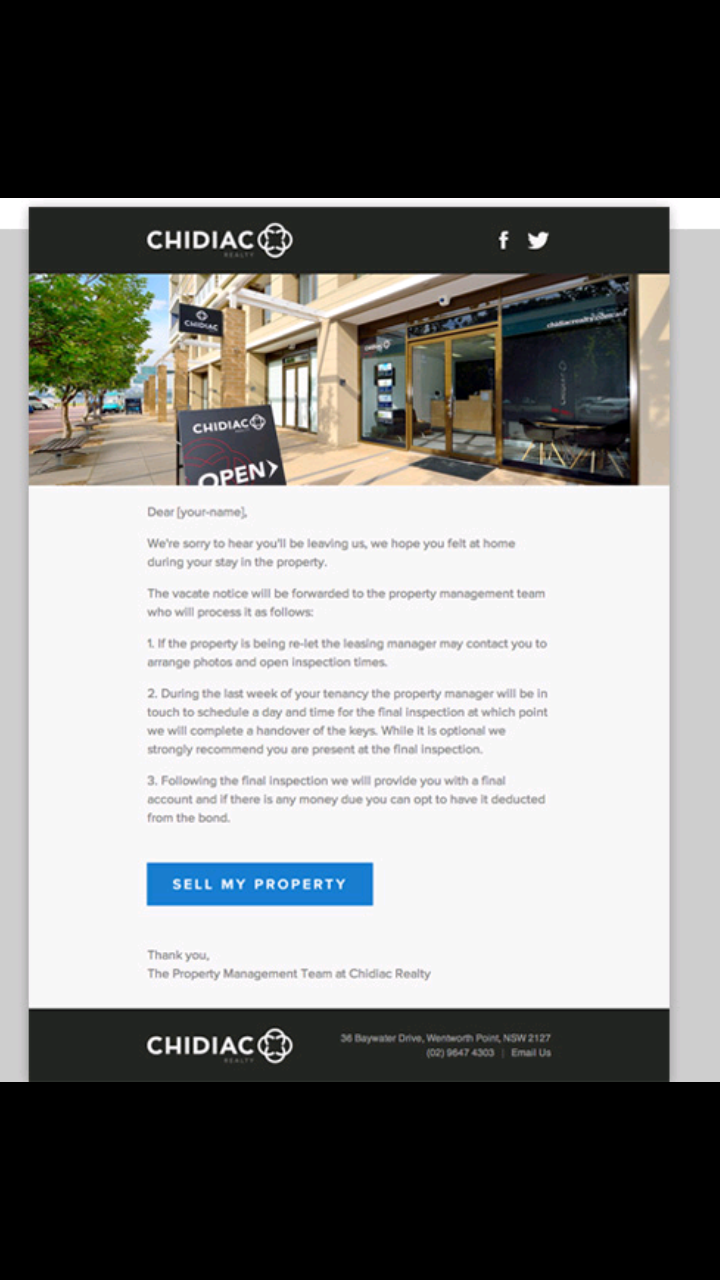 CHIDIAC
REALTY
CHIDIAC
chidiacrealty.com.au
CHIDIAC
OPEN
Dear [your-name],
We're sorry to hear you'll be leaving us, we hope you felt at home
during your stay in the property.
The vacate notice will be forwarded to the property management team
who will process it as follows:
1. If the property is being re-let the leasing manager may contact you to
arrange photos and open inspection times.
2. During the last week of your tenancy the property manager will be in
touch to schedule a day and time for the final inspection at which point
we will complete a handover of the keys. While it is optional we
strongly recommend you are present at the final inspection.
3. Following the final inspection we will provide you with a final
account and if there is any money due you can opt to have it deducted
from the bond.
SELL MY PROPERTY
Thank you,
The Property Management Team at Chidiac Realty
CHIDIAC
REALTY
36 Baywater Drive, Wentworth Point, NSW 2127
(02) 9647 4303 | Email Us